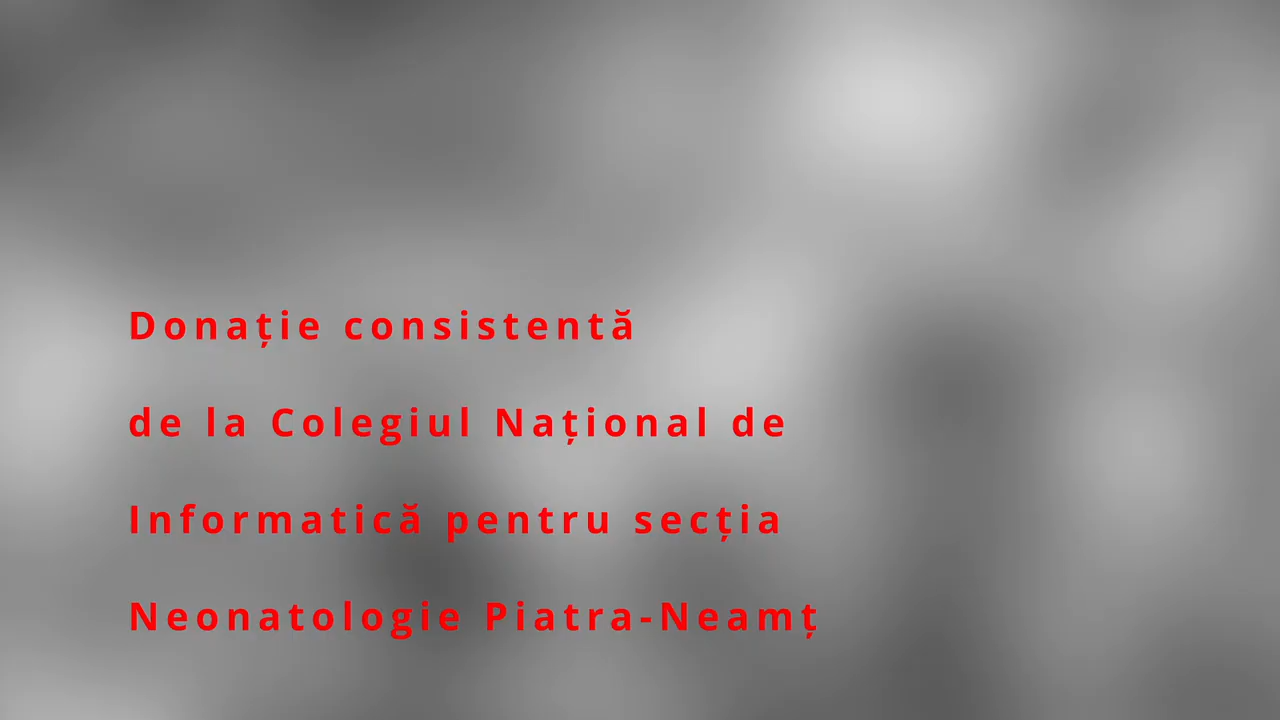 Donație consistentă
de la Colegiul Național de
Informatică pentru secția
Neonatologie Piatra-Neamț